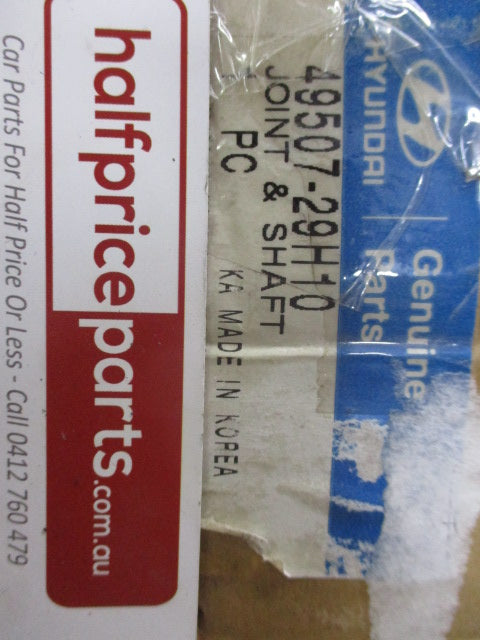 HYUNDAI
Genuine
Parts
49507-29H10
JOINT & SHAFT
PC
KA MADE IN KOREA
halfpriceparts.com.au
Car Parts For Half Price Or Less - Call 0412 760 479